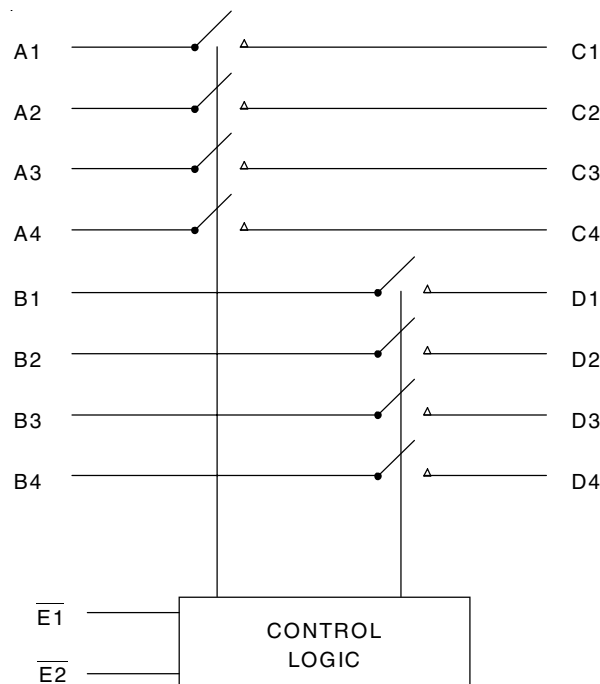 A1 C1
A2 C2
A3 C3
A4 C4
B1 D1
B2 D2
B3 D3
B4 D4
E1
CONTROL
LOGIC
E2